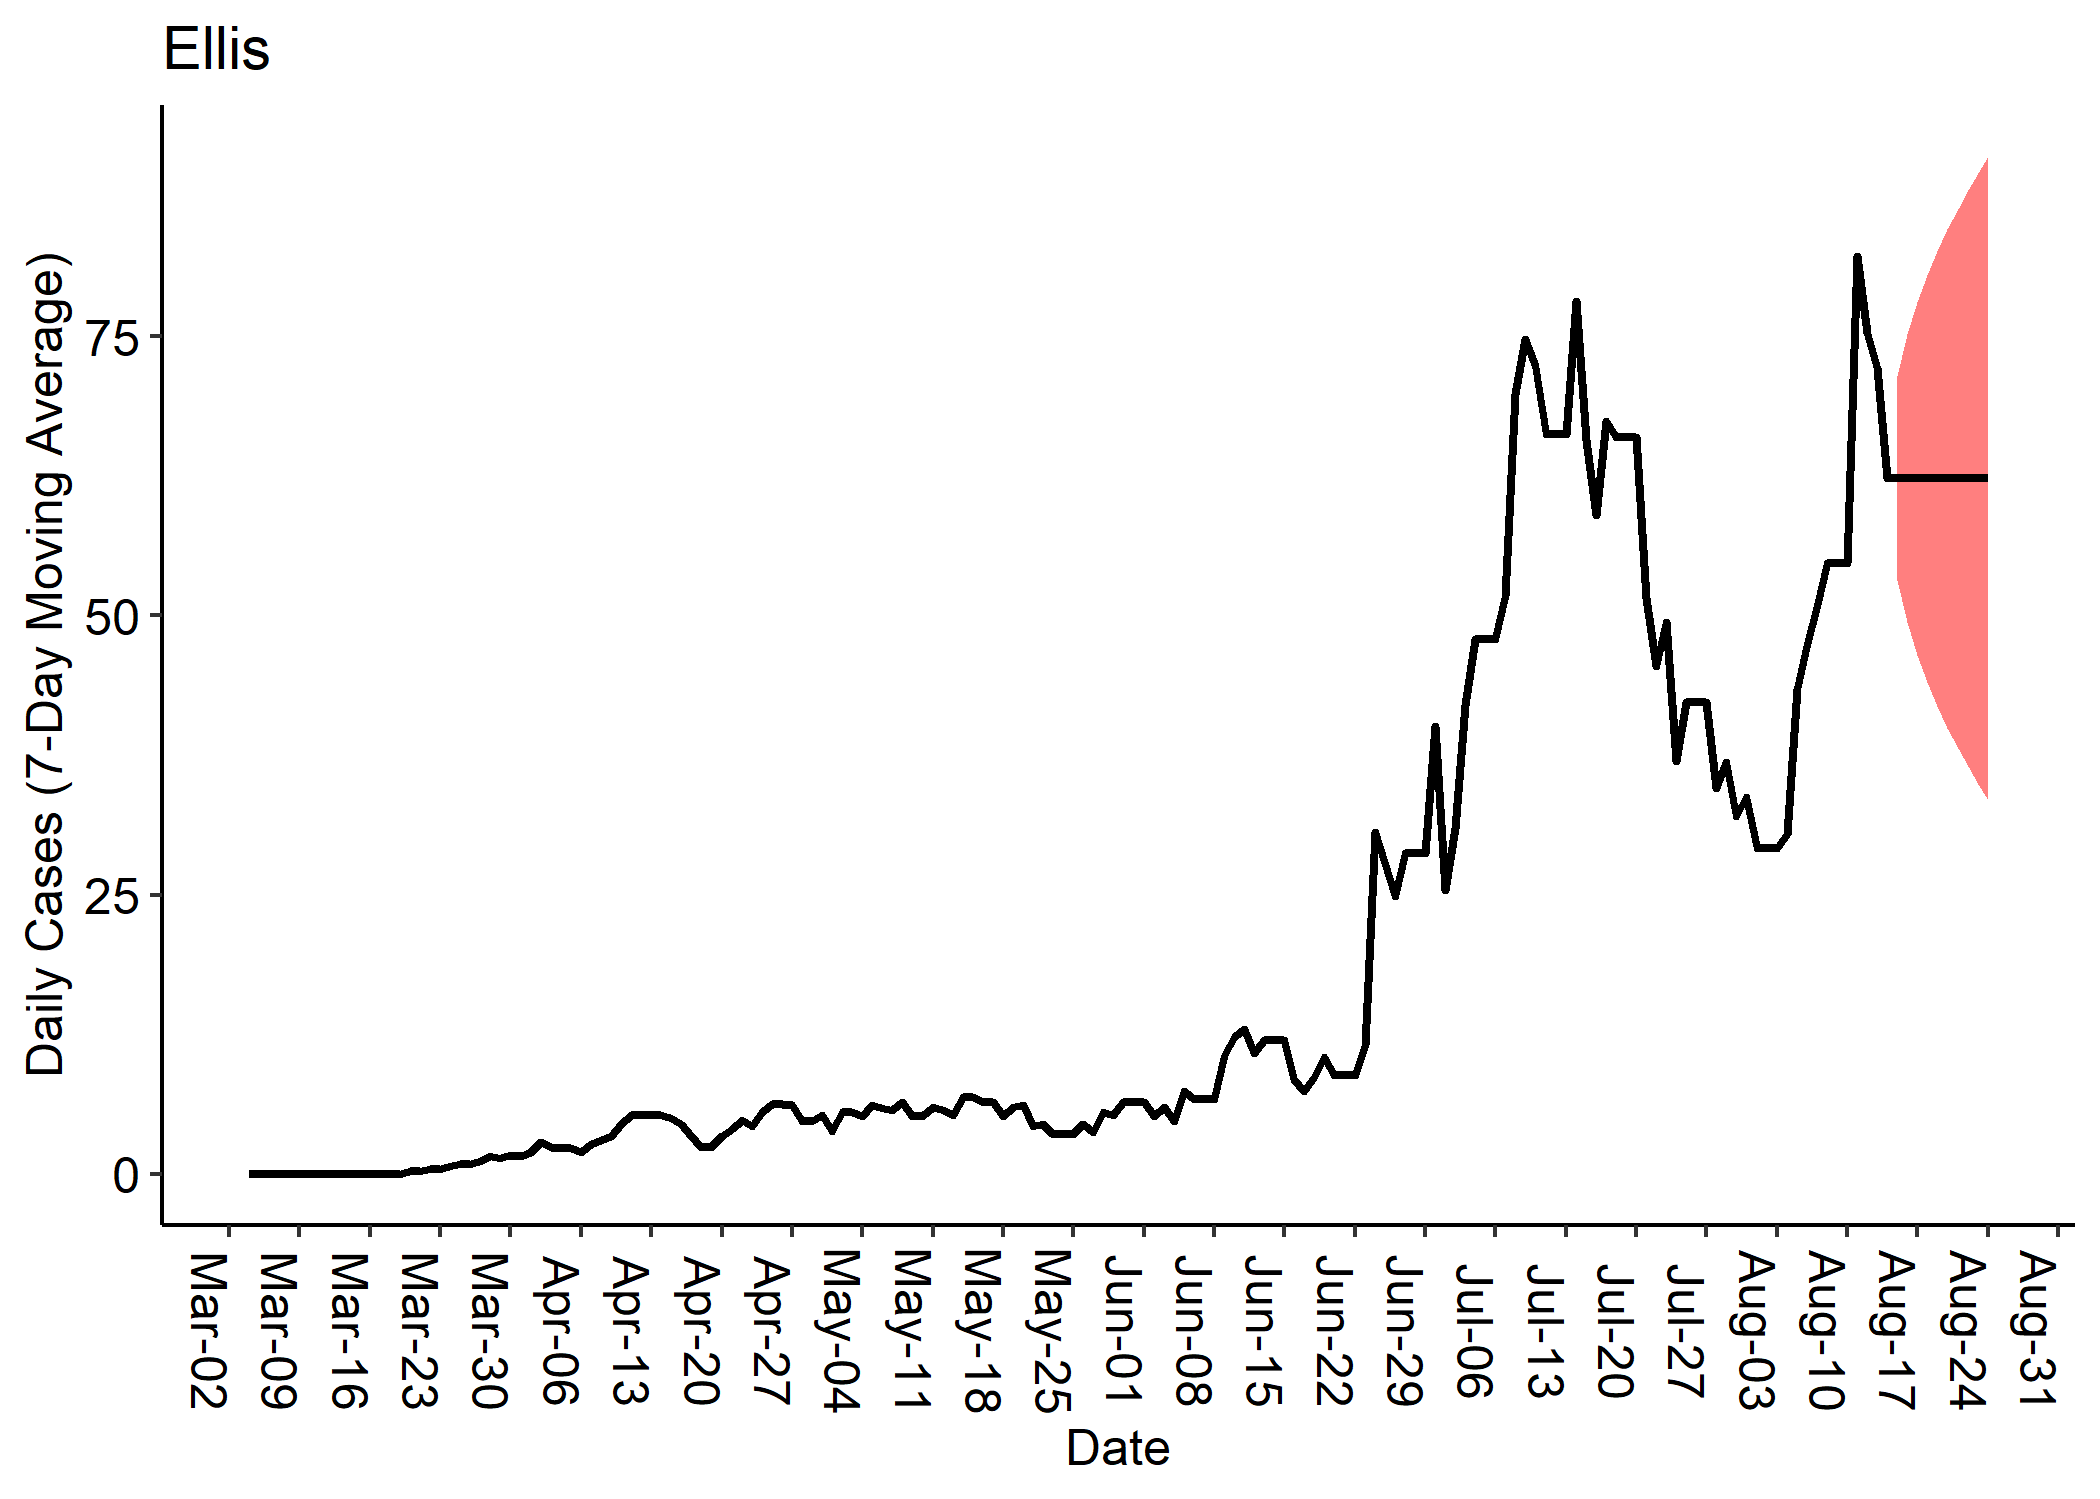 Ellis
Daily Cases (7-Day Moving Average)
75
50
25
0
Mar-02
Mar-09
Mar-16
Mar-23
Mar-30
Apr-06
Apr-13
Apr-20
Apr-27
May-04
May-11
May-18
May-25
Jun-01
Jun-08
Jun-15
Jun-22
Jun-29
Jul-06
Jul-13
Jul-20
Jul-27
Aug-03
Aug-10
Aug-17
Aug-24
Aug-31
Date